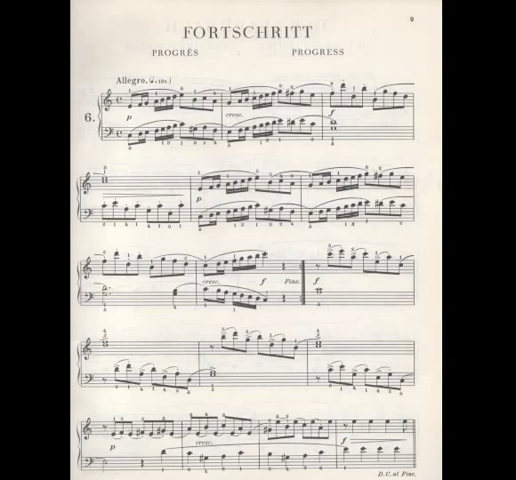 9
FORTSCHRITT
PROGRÈS PROGRESS
Allegro.
6.
p
cresc.
f
cresc. f Fine. f
p
cresc.
f
D.C. al Fine.